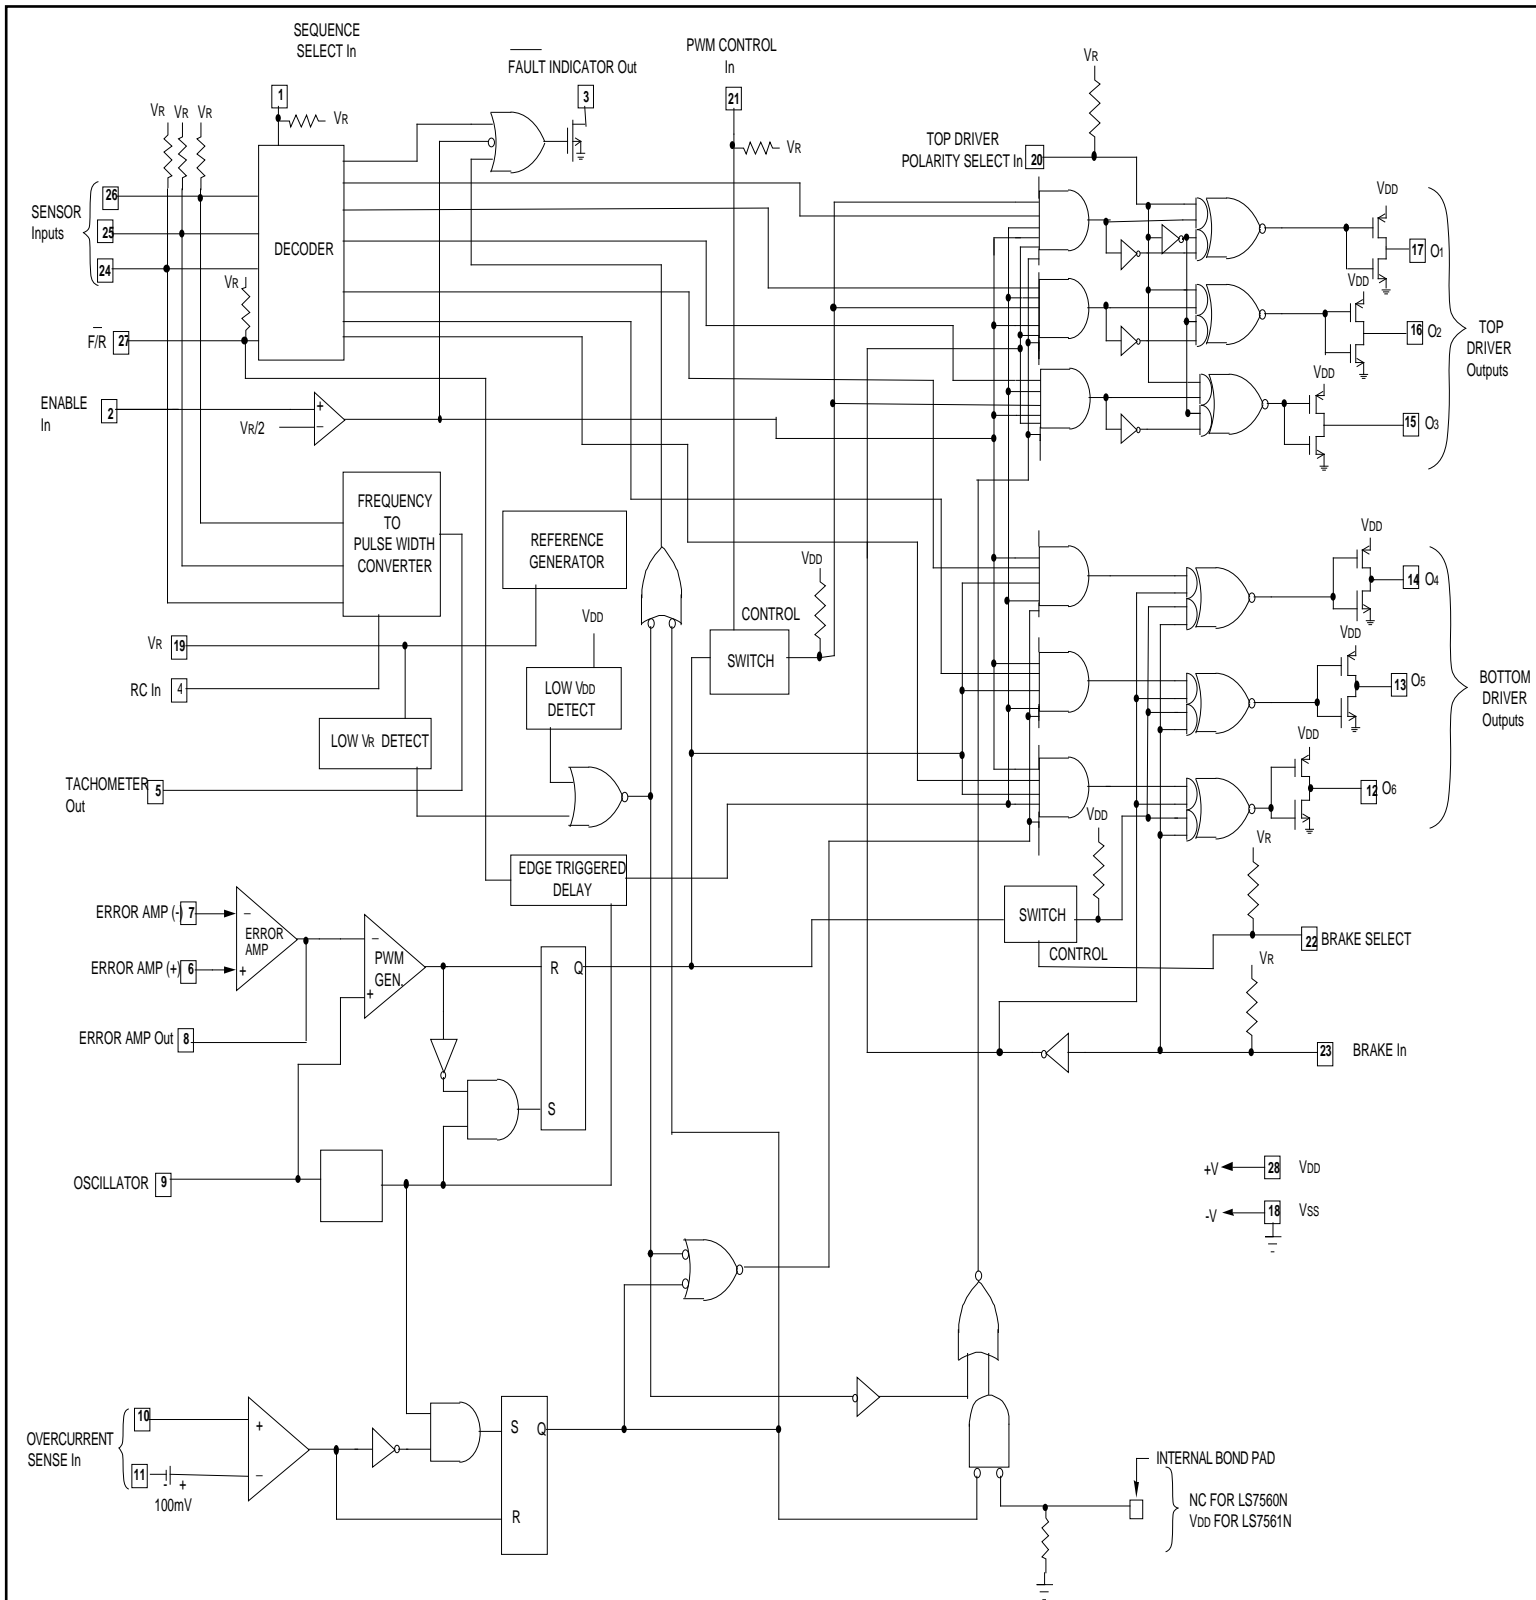 SEQUENCE
SELECT In
FAULT INDICATOR Out
PWM CONTROL
In
1
VR
3
21
VR
VR
VR
VR
VR
TOP DRIVER
POLARITY SELECT In
20
SENSOR
Inputs
26
25
24
DECODER
VR
F/R
27
ENABLE
In
2
VR/2
+
−
VDD
17
O1
VDD
16
O2
VDD
15
O3
TOP
DRIVER
Outputs
FREQUENCY
TO
PULSE WIDTH
CONVERTER
REFERENCE
GENERATOR
VDD
VDD
CONTROL
SWITCH
VR
19
RC In
4
LOW VDD
DETECT
LOW VR DETECT
TACHOMETER
Out
5
VDD
14
O4
VDD
13
O5
VDD
12
O6
BOTTOM
DRIVER
Outputs
VDD
EDGE TRIGGERED
DELAY
SWITCH
CONTROL
VR
22
BRAKE SELECT
VR
23
BRAKE In
ERROR AMP (-)
7
−
ERROR
AMP
ERROR AMP (+)
6
+
ERROR AMP Out
8
−
PWM
GEN.
+
R
Q
S
OSCILLATOR
9
+V
28
VDD
-V
18
VSS
OVERCURRENT
SENSE In
10
11
-
+
100mV
+
−
S
Q
R
INTERNAL BOND PAD
NC FOR LS7560N
VDD FOR LS7561N